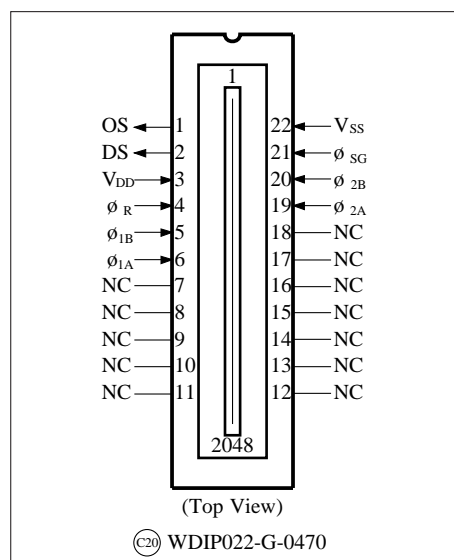 1
OS 1 22 V_SS
DS 2 21 ø SG
V_DD 3 20 ø 2B
ø R 4 19 ø 2A
ø1B 5 18 NC
ø1A 6 17 NC
NC 7 16 NC
NC 8 15 NC
NC 9 14 NC
NC 10 13 NC
NC 11 12 NC
2048
(Top View)
C20 WDIP022-G-0470